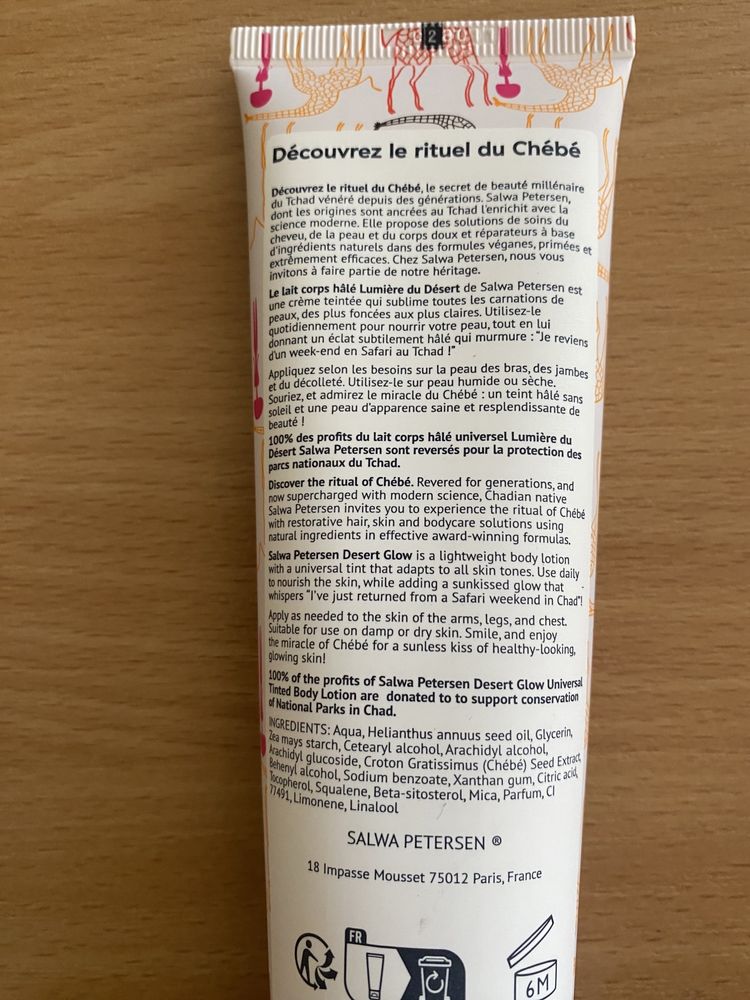 Découvrez le rituel du Chébé
Découvrez le rituel du Chébé, le secret de beauté millénaire
du Tchad vénéré depuis des générations. Salwa Petersen,
dont les origines sont ancrées au Tchad l'enrichit avec la
science moderne. Elle propose des solutions de soins du
cheveu, de la peau et du corps doux et réparateurs à base
d'ingrédients naturels dans des formules véganes, primées et
extrêmement efficaces. Chez Salwa Petersen, nous vous
invitons à faire partie de notre héritage.
Le lait corps hâlé Lumière du Désert de Salwa Petersen est
une crème teintée qui sublime toutes les carnations de
peaux, des plus foncées aux plus claires. Utilisez-le
quotidiennement pour nourrir votre peau, tout en lui
donnant un éclat subtilement hâlé qui murmure : "Je reviens
d'un week-end en Safari au Tchad !"
Appliquez selon les besoins sur la peau des bras, des jambes
et du décolleté. Utilisez-le sur peau humide ou sèche.
Souriez, et admirez le miracle du Chébé : un teint hâlé sans
soleil et une peau d'apparence saine et resplendissante de
beauté !
100% des profits du lait corps hâlé universel Lumière du
Désert Salwa Petersen sont reversés pour la protection des
parcs nationaux du Tchad.
Discover the ritual of Chébé. Revered for generations, and
now supercharged with modern science, Chadian native
Salwa Petersen invites you to experience the ritual of Chébé
with restorative hair, skin and bodycare solutions using
natural ingredients in effective award-winning formulas.
Salwa Petersen Desert Glow is a lightweight body lotion
with a universal tint that adapts to all skin tones. Use daily
to nourish the skin, while adding a sunkissed glow that
whispers "I've just returned from a Safari weekend in Chad"!
Apply as needed to the skin of the arms, legs, and chest.
Suitable for use on damp or dry skin. Smile, and enjoy
the miracle of Chébé for a sunless kiss of healthy-looking,
glowing skin!
100% of the profits of Salwa Petersen Desert Glow Universal
Tinted Body Lotion are donated to to support conservation
of National Parks in Chad.
INGREDIENTS: Aqua, Helianthus annuus seed oil, Glycerin,
Zea mays starch, Cetearyl alcohol, Arachidyl alcohol,
Arachidyl glucoside, Croton Gratissimus (Chébé) Seed Extract,
Behenyl alcohol, Sodium benzoate, Xanthan gum, Citric acid,
Tocopherol, Squalene, Beta-sitosterol, Mica, Parfum, CI
77491, Limonene, Linalool
SALWA PETERSEN ®
18 Impasse Mousset 75012 Paris, France
FR
6M